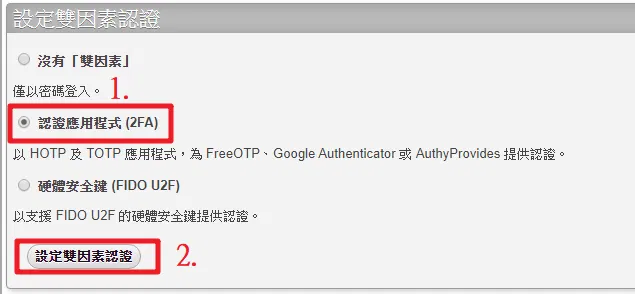 設定雙因素認證
沒有「雙因素」
僅以密碼登入。 1.
認證應用程式 (2FA)
以 HOTP 及 TOTP 應用程式，為 FreeOTP、Google Authenticator 或 AuthyProvides 提供認證。
硬體安全鍵 (FIDO U2F)
以支援 FIDO U2F 的硬體安全鍵提供認證。
設定雙因素認證 2.